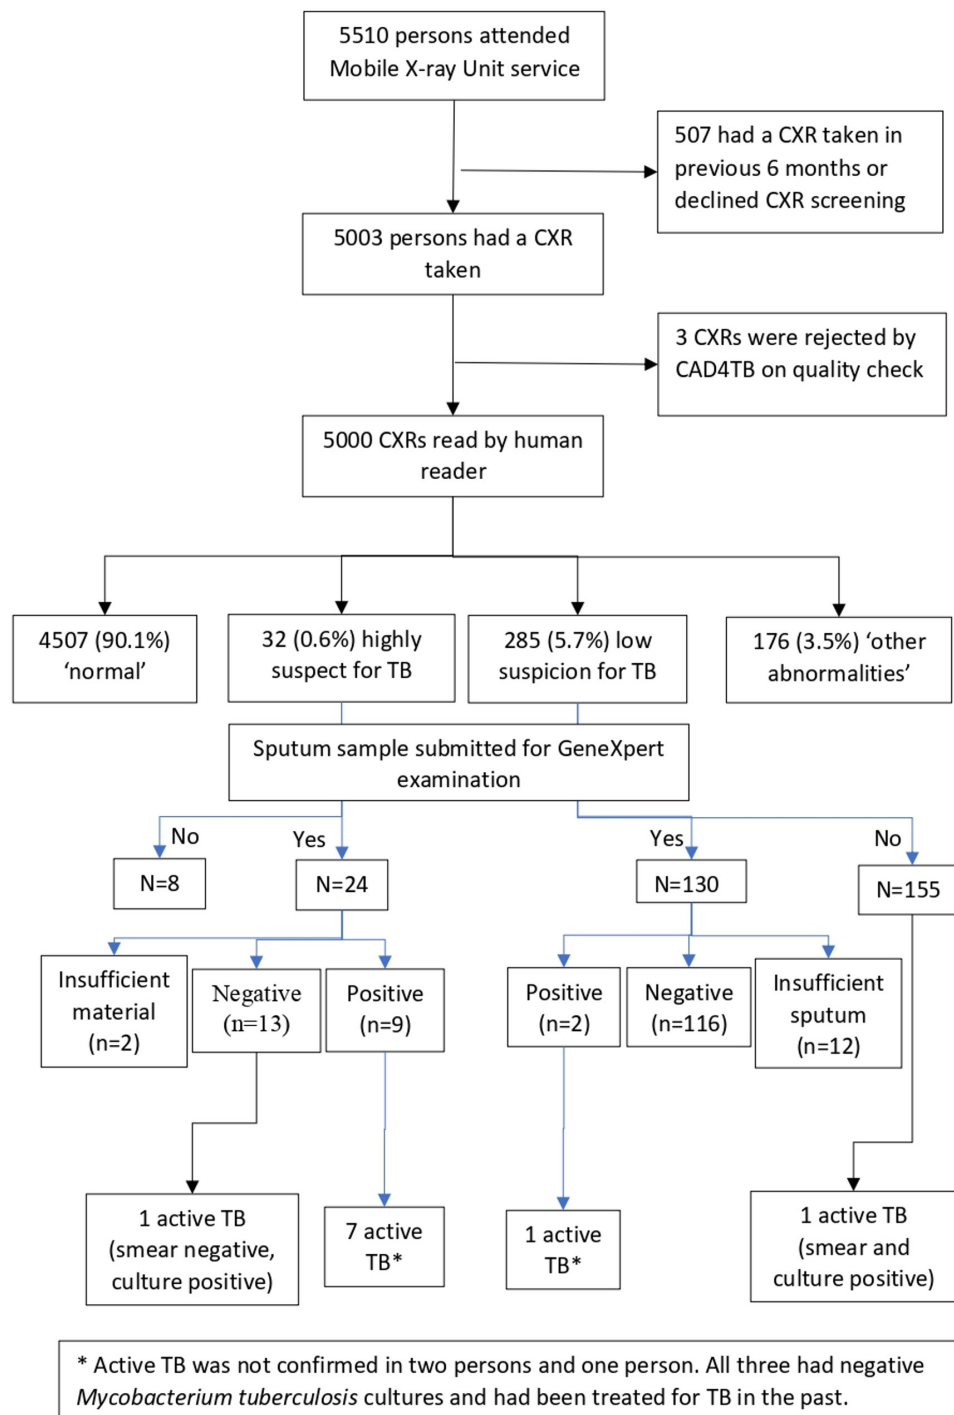 5510 persons attended
Mobile X-ray Unit service
507 had a CXR taken in
previous 6 months or
declined CXR screening
5003 persons had a CXR
taken
3 CXRs were rejected by
CAD4TB on quality check
5000 CXRs read by human
reader
4507 (90.1%)
‘normal’
32 (0.6%) highly
suspect for TB
285 (5.7%) low
suspicion for TB
176 (3.5%) ‘other
abnormalities’
Sputum sample submitted for GeneXpert
examination
No
Yes
Yes
No
N=8
N=24
N=130
N=155
Insufficient
material
(n=2)
Negative
(n=13)
Positive
(n=9)
Positive
(n=2)
Negative
(n=116)
Insufficient
sputum
(n=12)
1 active TB
(smear negative,
culture positive)
7 active
TB*
1 active
TB*
1 active TB
(smear and
culture positive)
* Active TB was not confirmed in two persons and one person. All three had negative
Mycobacterium tuberculosis cultures and had been treated for TB in the past.